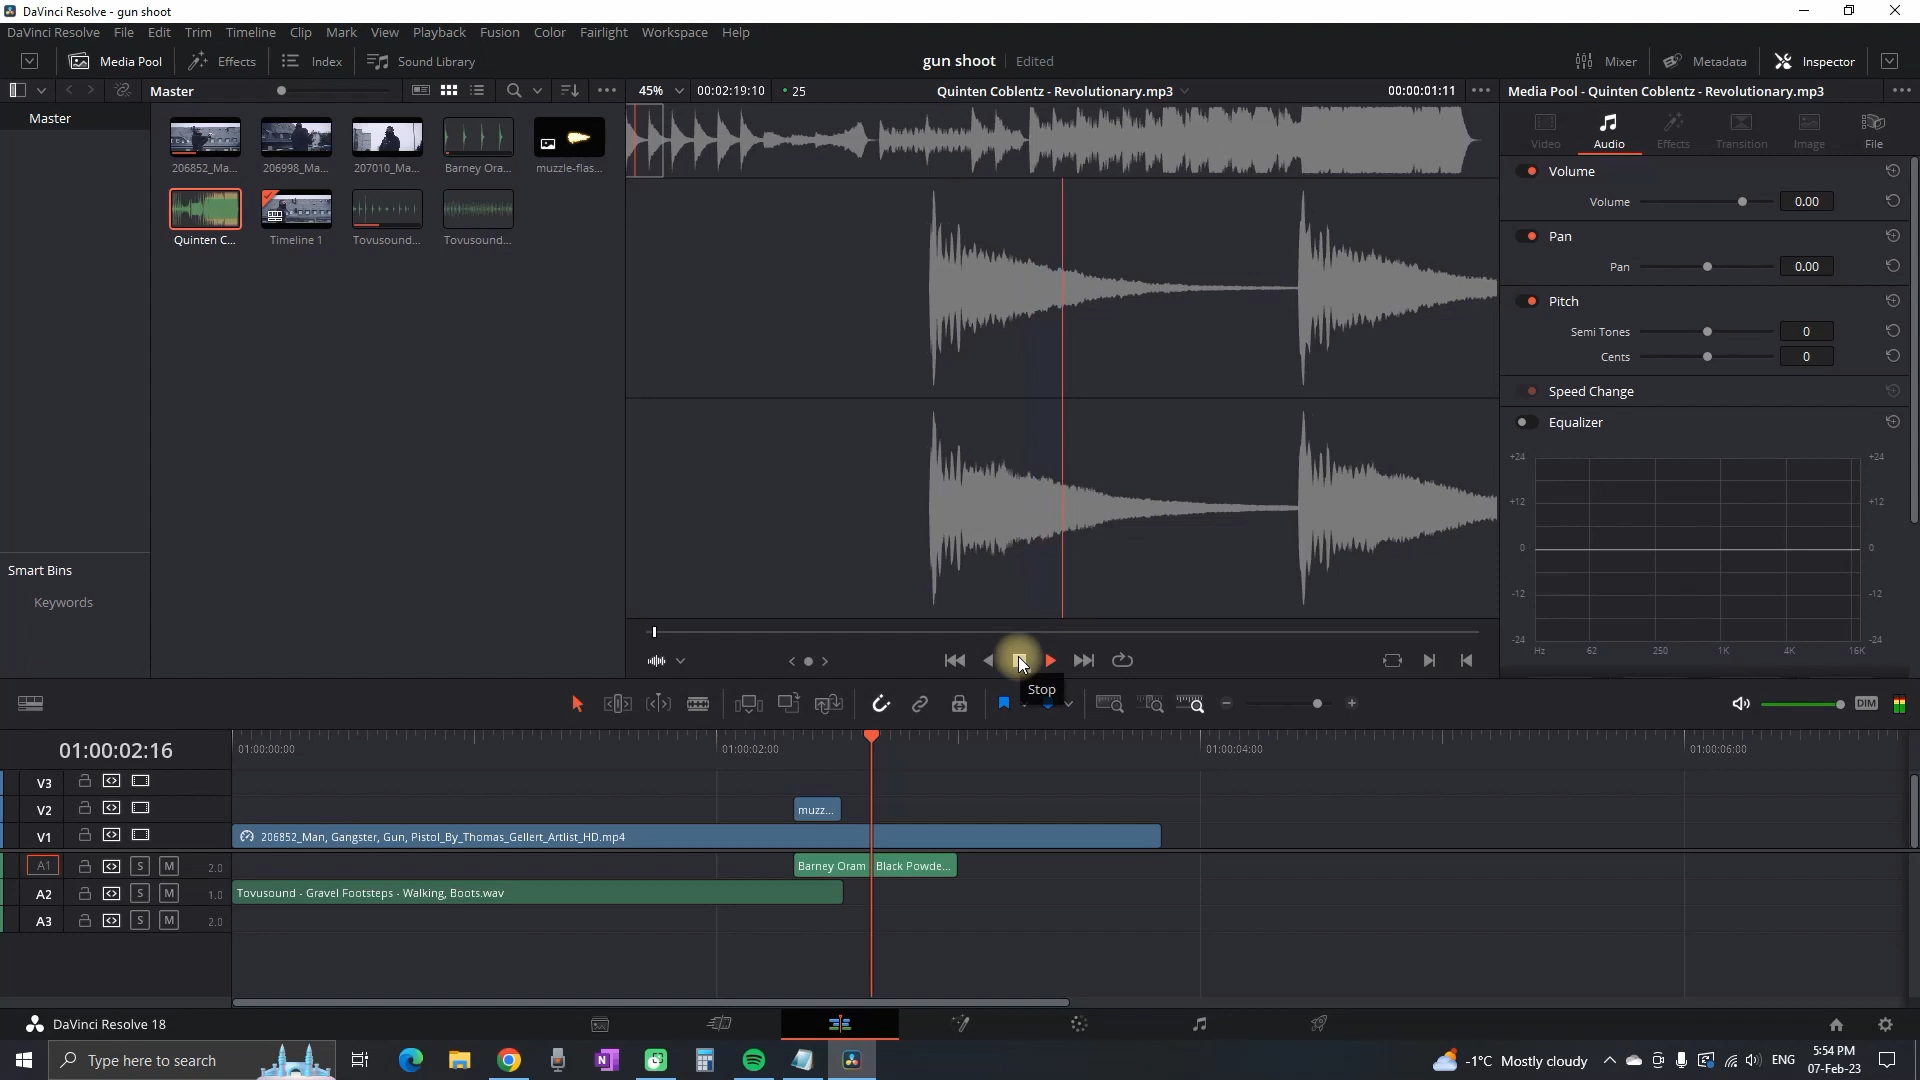 DaVinci Resolve - gun shoot
DaVinci Resolve File Edit Trim Timeline Clip Mark View Playback Fusion Color Fairlight Workspace Help
Media Pool Effects Index Sound Library gun shoot Edited Mixer Metadata Inspector
Master 45% 00:02:19:10 25 Quinten Coblentz - Revolutionary.mp3 00:00:01:11 Media Pool - Quinten Coblentz - Revolutionary.mp3
Master
Video Audio Effects Transition Image File
206852_Ma... 206998_Ma... 207010_Ma... Barney Ora... muzzle-flas...
Quinten C... Timeline 1 Tovusound... Tovusound...
Volume
Volume 0.00
Pan
Pan 0.00
Pitch
Semi Tones 0
Cents 0
Speed Change
Equalizer
+24 +24
+12 +12
0 0
-12 -12
-24 -24
Hz 62 250 1K 4K 16K
Smart Bins
Keywords
Stop
DIM
01:00:02:16 01:00:00:00 01:00:02:00 01:00:04:00 01:00:06:00
V3
V2 muzz...
V1 206852_Man, Gangster, Gun, Pistol_By_Thomas_Gellert_Artlist_HD.mp4
A1 S M 2.0 Barney Oram Black Powde...
A2 S M 1.0 Tovusound - Gravel Footsteps - Walking, Boots.wav
A3 S M 2.0
DaVinci Resolve 18
Type here to search -1°C Mostly cloudy ENG 5:54 PM
07-Feb-23